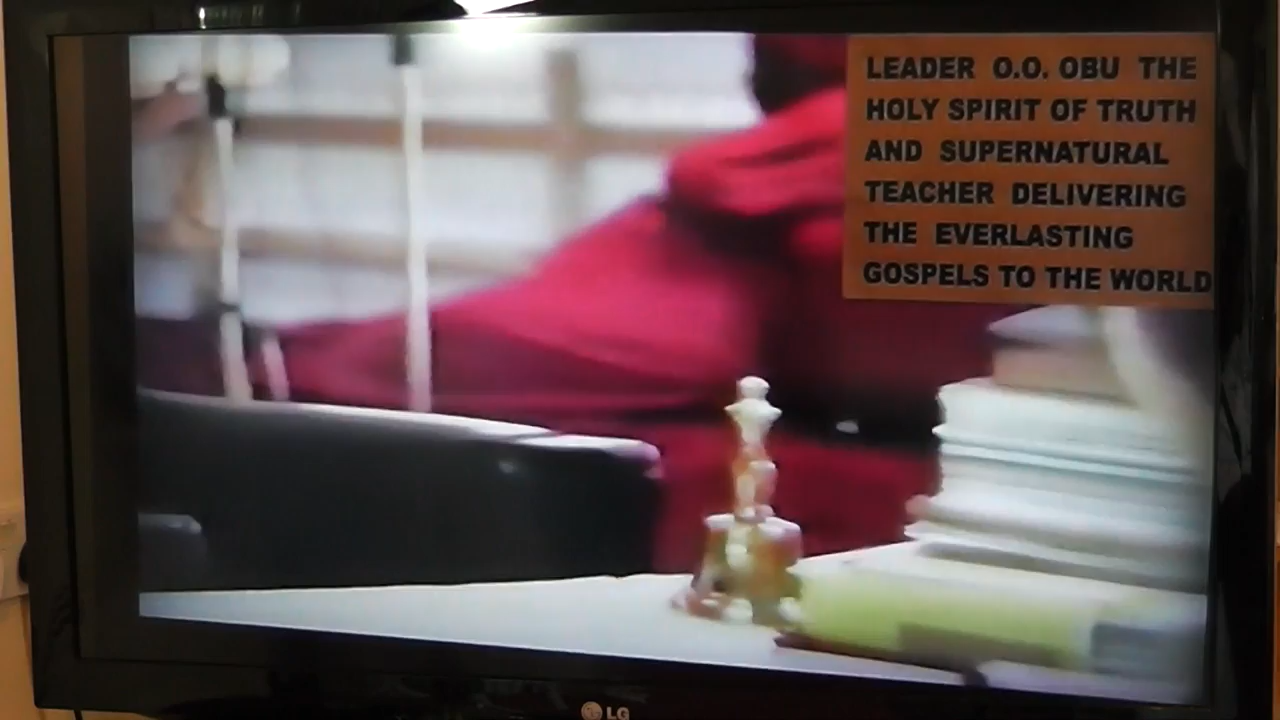 LEADER O.O. OBU THE
HOLY SPIRIT OF TRUTH
AND SUPERNATURAL
TEACHER DELIVERING
THE EVERLASTING
GOSPELS TO THE WORLD
LG